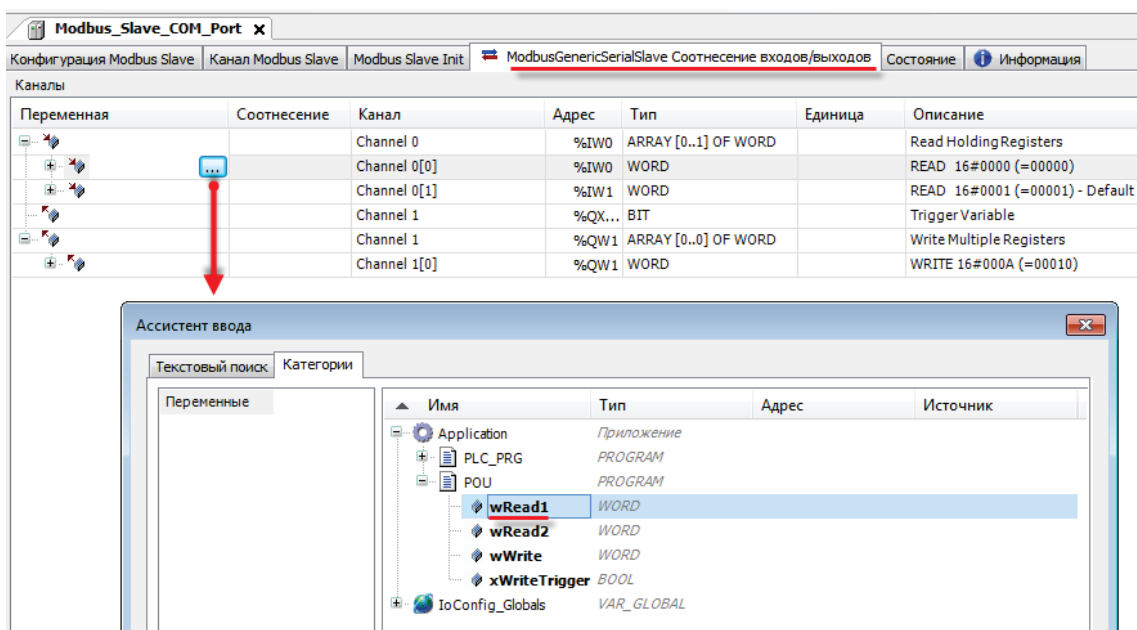 Modbus_Slave_COM_Port x
Конфигурация Modbus Slave Канал Modbus Slave Modbus Slave Init ModbusGenericSerialSlave Соотнесение входов/выходов Состояние Информация
Каналы
Переменная Соотнесение Канал Адрес Тип Единица Описание
Channel 0 %IW0 ARRAY [0..1] OF WORD Read Holding Registers
... Channel 0[0] %IW0 WORD READ 16#0000 (=00000)
Channel 0[1] %IW1 WORD READ 16#0001 (=00001) - Default
Channel 1 %QX... BIT Trigger Variable
Channel 1 %QW1 ARRAY [0..0] OF WORD Write Multiple Registers
Channel 1[0] %QW1 WORD WRITE 16#000A (=00010)
Ассистент ввода
Текстовый поиск Категории
Переменные
Имя Тип Адрес Источник
Application Приложение
PLC_PRG PROGRAM
POU PROGRAM
wRead1 WORD
wRead2 WORD
wWrite WORD
xWriteTrigger BOOL
IoConfig_Globals VAR_GLOBAL